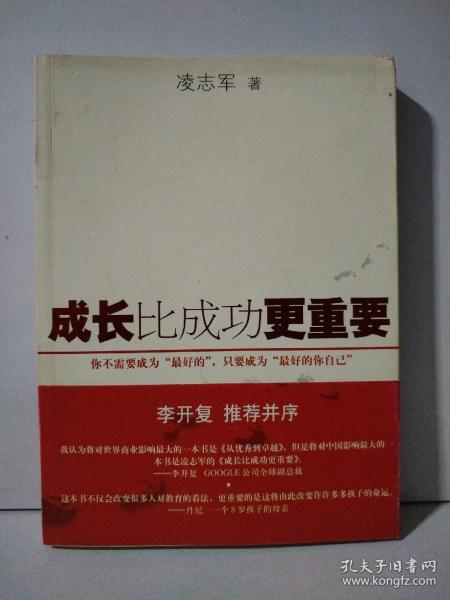 凌志军 著
成长比成功更重要
你不需要成为“最好的”，只要成为“最好的你自己”
李开复 推荐并序
我认为将对世界商业影响最大的一本书是《从优秀到卓越》，但是将对中国影响最大的一
本书是凌志军的《成长比成功更重要》。
——李开复 GOOGLE公司全球副总裁
这本书不仅会改变很多人对教育的看法，更重要的是这将由此改变许许多多孩子的命运。
——丹尼 一个8岁孩子的母亲
孔夫子旧书网
www.kongfz.com